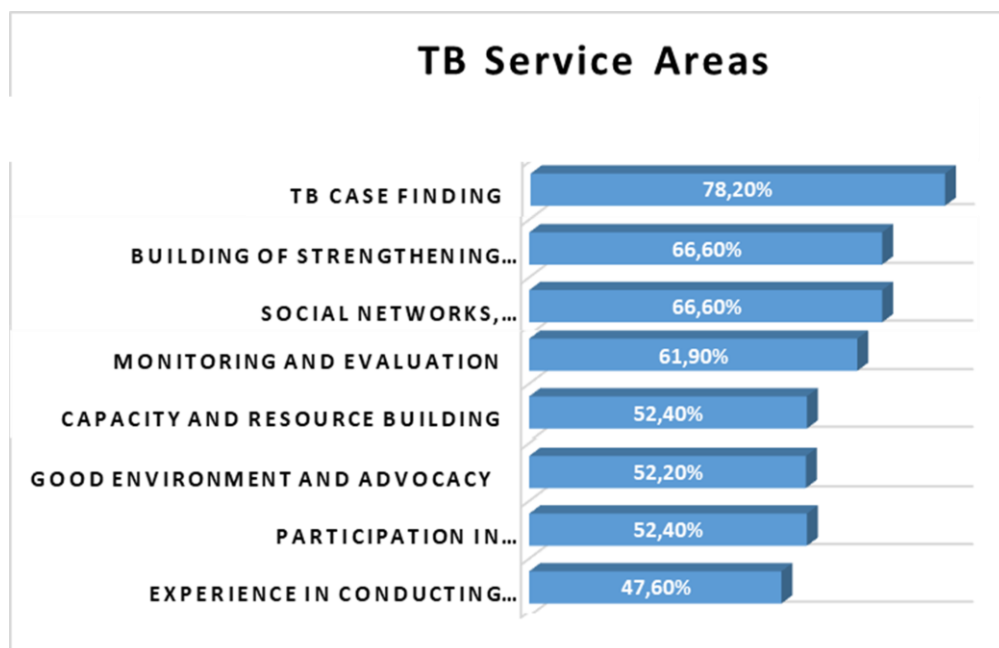 TB Service Areas
TB CASE FINDING
78,20%
BUILDING OF STRENGTHENING…
66,60%
SOCIAL NETWORKS,…
66,60%
MONITORING AND EVALUATION
61,90%
CAPACITY AND RESOURCE BUILDING
52,40%
GOOD ENVIRONMENT AND ADVOCACY
52,20%
PARTICIPATION IN…
52,40%
EXPERIENCE IN CONDUCTING…
47,60%